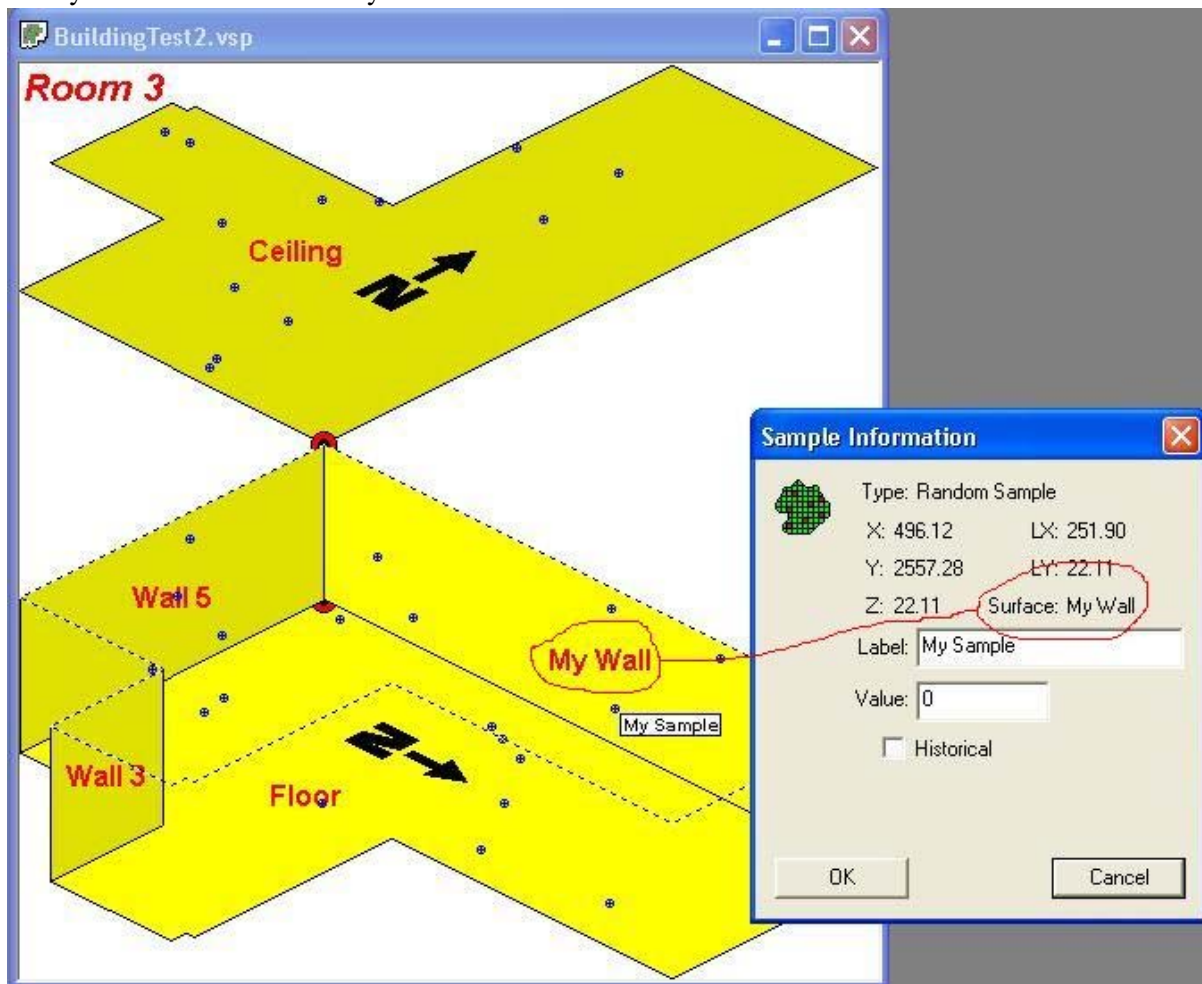 BuildingTest2.vsp
Room 3
Ceiling
N
Sample Information
Type: Random Sample
X: 496.12 LX: 251.90
Y: 2557.28 LY: 22.11
Z: 22.11 Surface: My Wall
Label: My Sample
Value: 0
Historical
OK Cancel
Wall 5
My Wall
My Sample
N
Wall 3
Floor